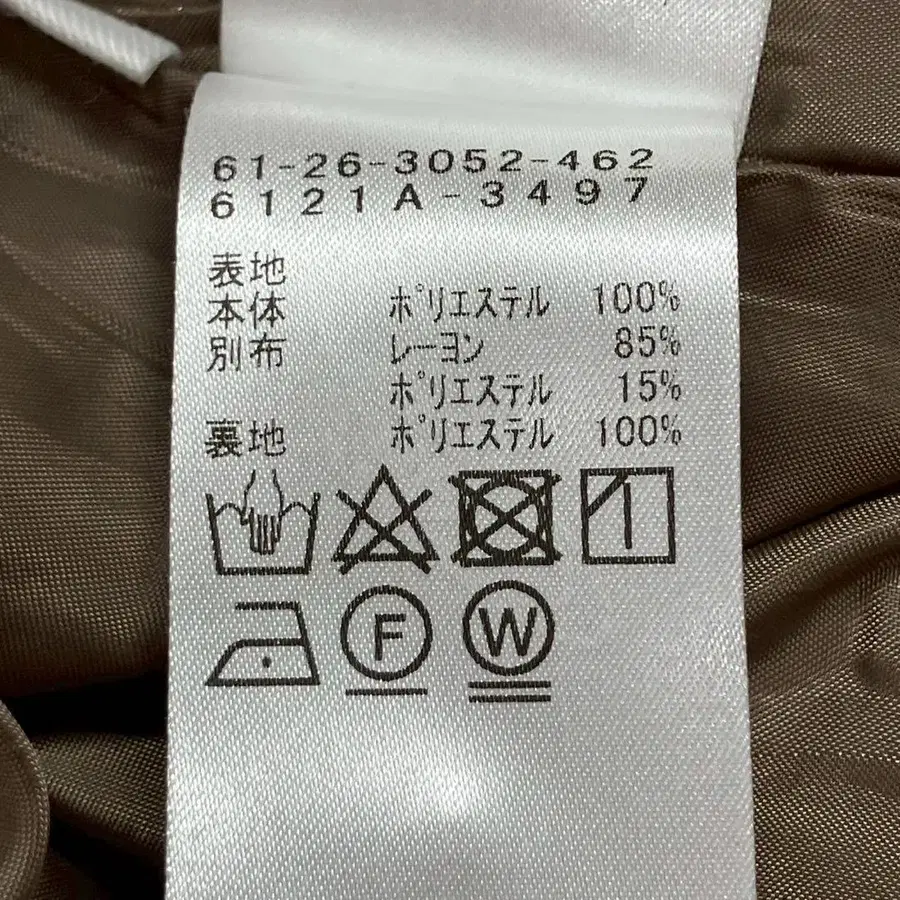 61-26-3052-462
6121A-3497
表地
本体 ポリエステル 100%
別布 レーヨン 85%
ポリエステル 15%
裏地 ポリエステル 100%
F W